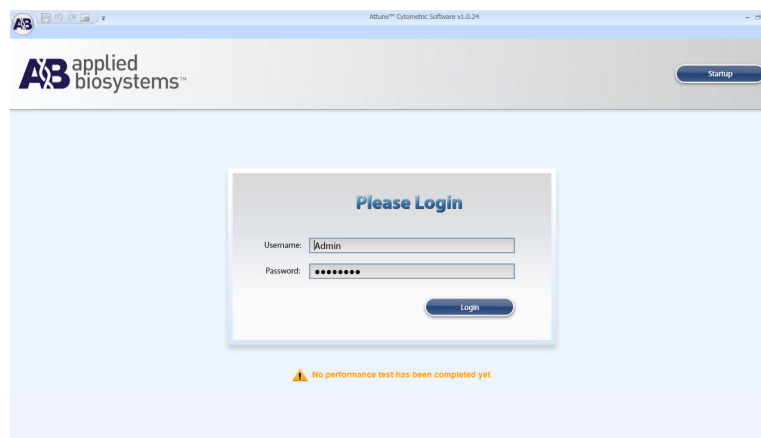 Attune™ Cytometric Software v1.0.24
AB applied
biosystems™
Startup
Please Login
Username: Admin
Password: ●●●●●●●●
Login
No performance test has been completed yet